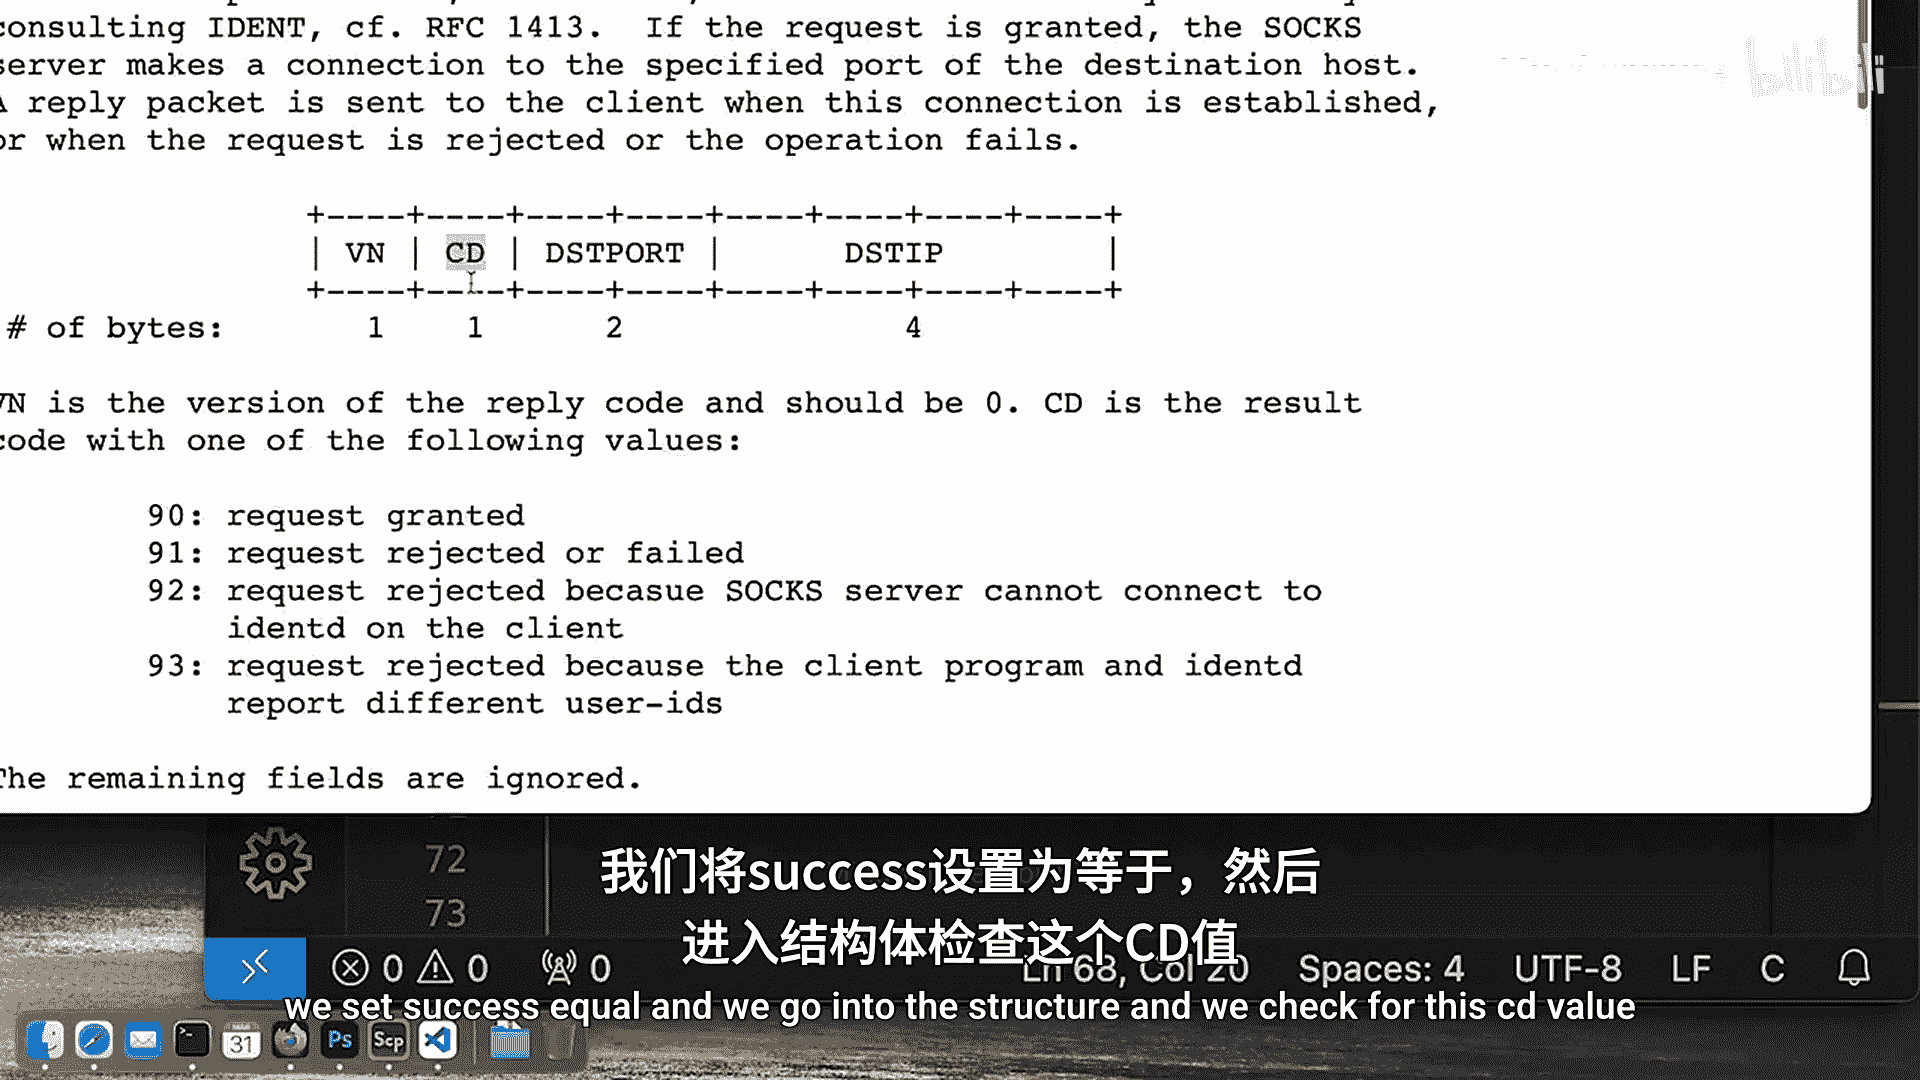 consulting IDENT, cf. RFC 1413.  If the request is granted, the SOCKS
server makes a connection to the specified port of the destination host.
A reply packet is sent to the client when this connection is established,
or when the request is rejected or the operation fails.
bilibili
+----+----+----+----+----+----+----+----+
| VN | CD | DSTPORT |      DSTIP        |
+----+----+----+----+----+----+----+----+
# of bytes:    1    1    2    4
VN is the version of the reply code and should be 0. CD is the result
code with one of the following values:
90: request granted
91: request rejected or failed
92: request rejected becasue SOCKS server cannot connect to
identd on the client
93: request rejected because the client program and identd
report different user-ids
The remaining fields are ignored.
72
73
我们将success设置为等于，然后
进入结构体检查这个CD值
0 0 0 Ln 68, Col 20 Spaces: 4 UTF-8 LF C
we set success equal and we go into the structure and we check for this cd value
31 Ps Scp